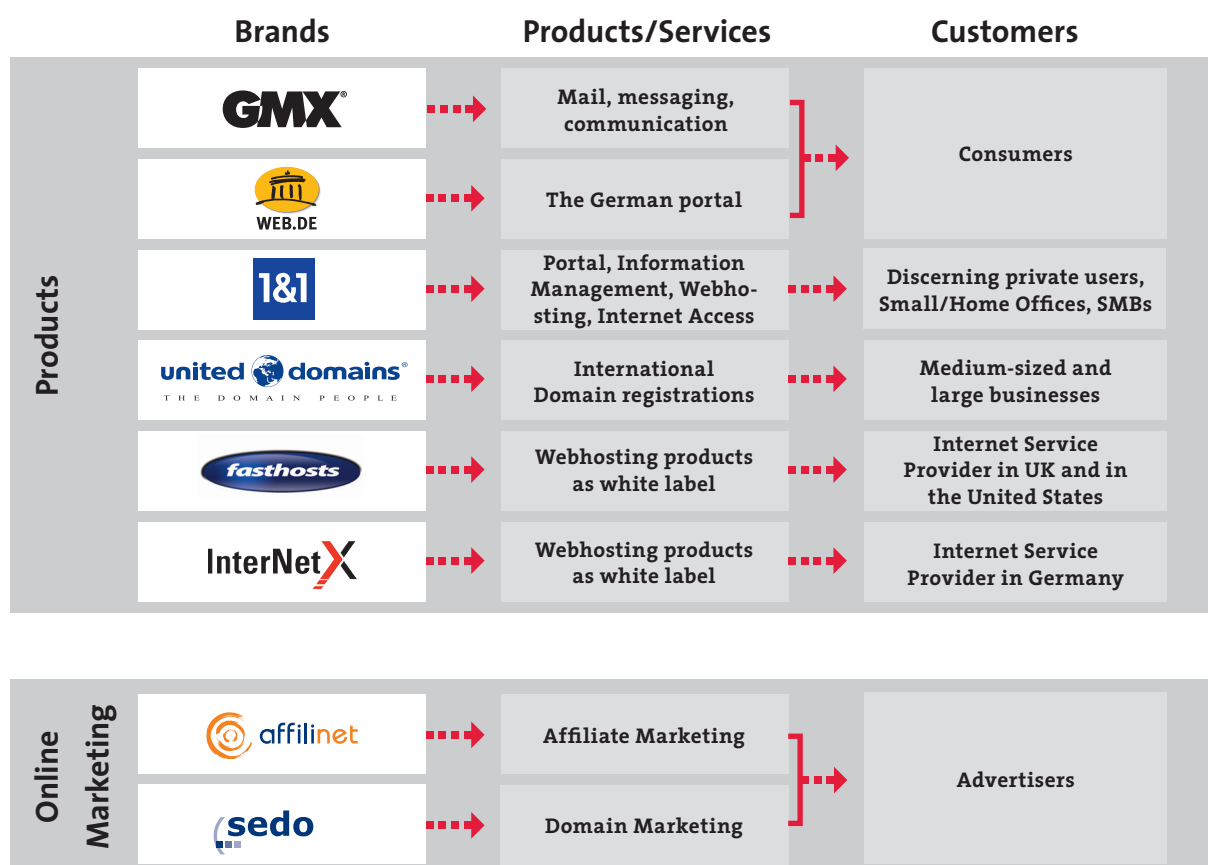 Brands Products/Services Customers
Products
GMX®
Mail, messaging,
communication
WEB.DE
The German portal
Consumers
1&1
Portal, Information
Management, Webho-
sting, Internet Access
Discerning private users,
Small/Home Offices, SMBs
united domains®
THE DOMAIN PEOPLE
International
Domain registrations
Medium-sized and
large businesses
fasthosts
Webhosting products
as white label
Internet Service
Provider in UK and in
the United States
InterNetX
Webhosting products
as white label
Internet Service
Provider in Germany
Online
Marketing
affilinet
Affiliate Marketing
sedo
Domain Marketing
Advertisers